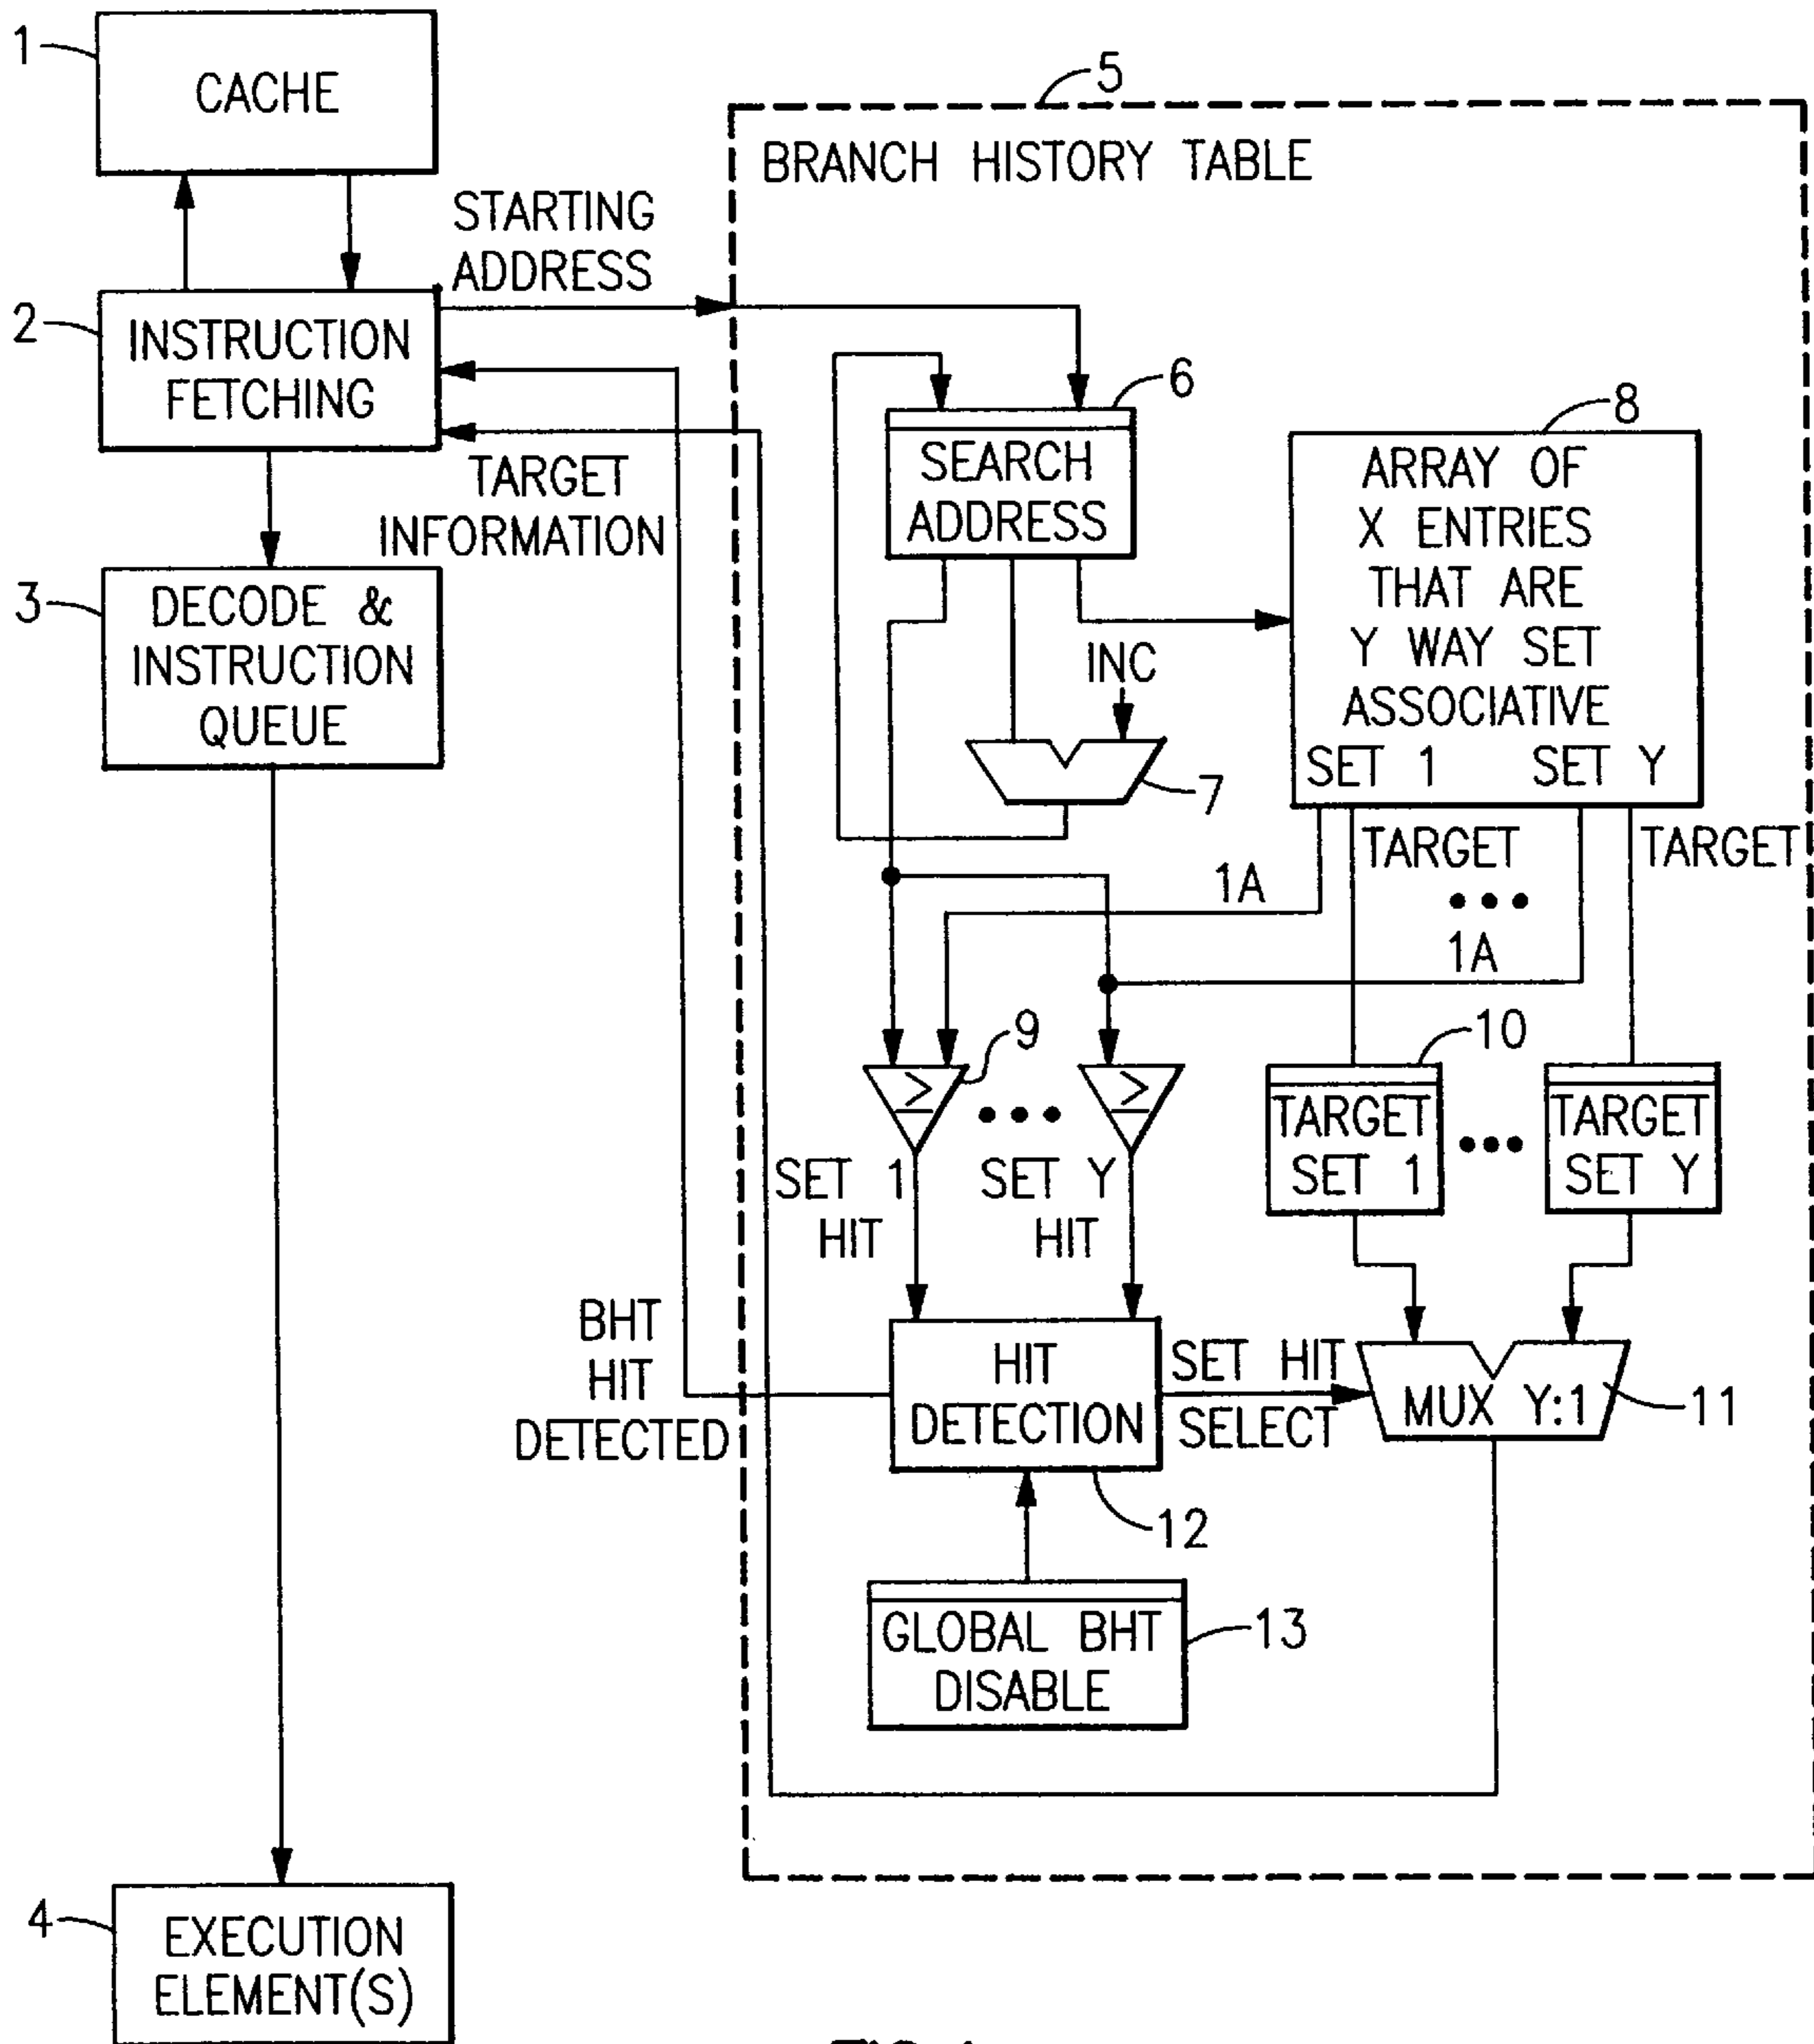 1
CACHE
STARTING
ADDRESS
2
INSTRUCTION
FETCHING
TARGET
INFORMATION
3
DECODE &
INSTRUCTION
QUEUE
4
EXECUTION
ELEMENT(S)
5
BRANCH HISTORY TABLE
6
SEARCH
ADDRESS
INC
7
8
ARRAY OF
X ENTRIES
THAT ARE
Y WAY SET
ASSOCIATIVE
SET 1 SET Y
TARGET
TARGET
1A
•••
1A
9
≥
•••
≥
10
TARGET
SET 1
•••
TARGET
SET Y
SET 1
HIT
SET Y
HIT
BHT
HIT
DETECTED
HIT
DETECTION
SET HIT
SELECT
MUX Y:1
11
12
GLOBAL BHT
DISABLE
13